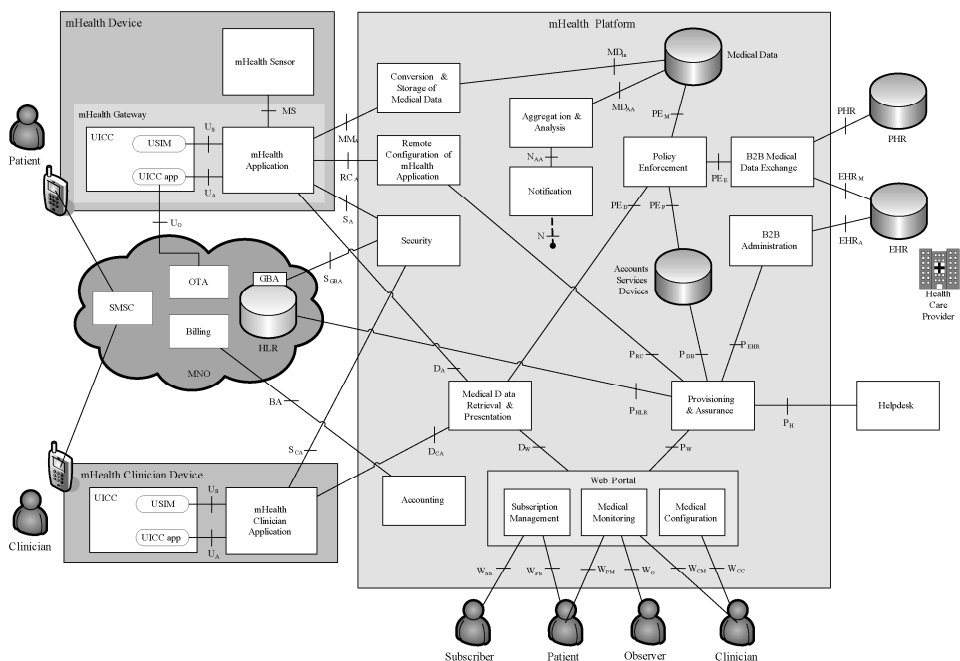 mHealth Device
mHealth Platform
mHealth Sensor
MS
mHealth Gateway
UICC
USIM
UICC app
U_S
U_A
mHealth
Application
Patient
Conversion &
Storage of
Medical Data
MM_A
RC_A
Remote
Configuration of
mHealth
Application
S_A
Security
MD_in
MD_AA
Medical Data
Aggregation &
Analysis
N_AA
Notification
N
PE_M
Policy
Enforcement
PE_E
PE_D
PE_P
B2B Medical
Data Exchange
PHR
PHR
EHR_M
EHR_A
EHR
B2B
Administration
Health
Care
Provider
Accounts
Services
Devices
U_O
OTA
GBA
S_GBA
SMSC
Billing
HLR
MNO
BA
D_A
P_RC
P_DB
P_EHR
P_HLR
Medical Data
Retrieval &
Presentation
Provisioning
& Assurance
P_H
Helpdesk
S_CA
D_CA
D_W
P_W
Accounting
mHealth Clinician Device
UICC
USIM
UICC app
U_S
U_A
mHealth
Clinician
Application
Clinician
Web Portal
Subscription
Management
Medical
Monitoring
Medical
Configuration
W_SS
W_PS
W_PM
W_O
W_CM
W_CC
Subscriber
Patient
Observer
Clinician